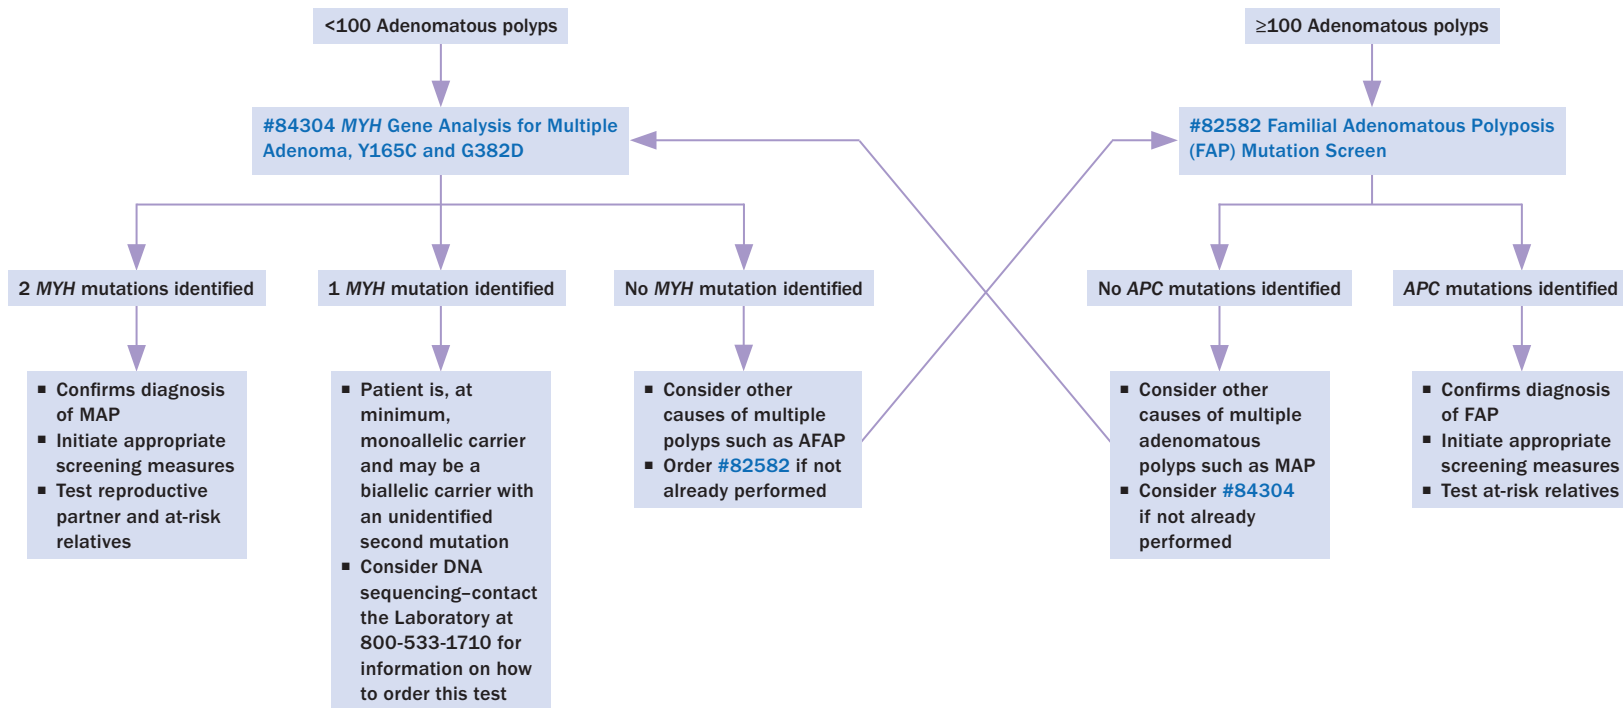 <100 Adenomatous polyps
≥100 Adenomatous polyps
#84304 MYH Gene Analysis for Multiple
Adenoma, Y165C and G382D
#82582 Familial Adenomatous Polyposis
(FAP) Mutation Screen
2 MYH mutations identified
1 MYH mutation identified
No MYH mutation identified
No APC mutations identified
APC mutations identified
▪ Confirms diagnosis
of MAP
▪ Initiate appropriate
screening measures
▪ Test reproductive
partner and at-risk
relatives
▪ Patient is, at
minimum,
monoallelic carrier
and may be a
biallelic carrier with
an unidentified
second mutation
▪ Consider DNA
sequencing–contact
the Laboratory at
800-533-1710 for
information on how
to order this test
▪ Consider other
causes of multiple
polyps such as AFAP
▪ Order #82582 if not
already performed
▪ Consider other
causes of multiple
adenomatous
polyps such as MAP
▪ Consider #84304
if not already
performed
▪ Confirms diagnosis
of FAP
▪ Initiate appropriate
screening measures
▪ Test at-risk relatives